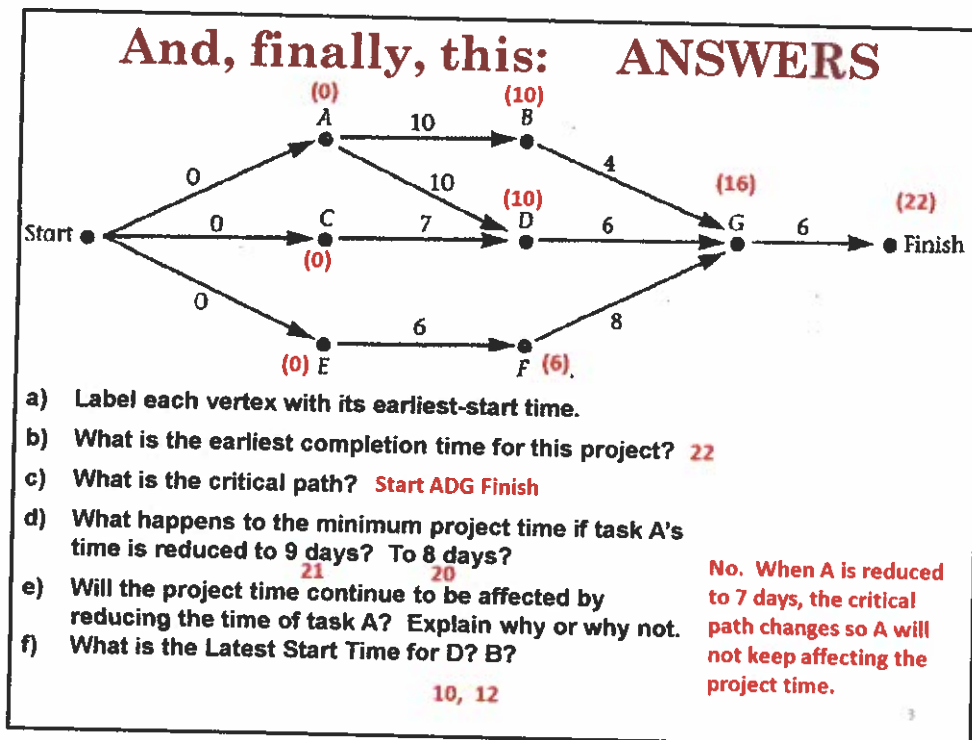 And, finally, this: ANSWERS
(0) (10)
A 10 B
0 10 4
(10) (16) (22)
Start 0 C 7 D 6 G 6 Finish
(0)
0 6 8
(0) E F (6).
a) Label each vertex with its earliest-start time.
b) What is the earliest completion time for this project? 22
c) What is the critical path? Start ADG Finish
d) What happens to the minimum project time if task A's
time is reduced to 9 days? To 8 days?
21 20
e) Will the project time continue to be affected by
reducing the time of task A? Explain why or why not.
No. When A is reduced
to 7 days, the critical
path changes so A will
not keep affecting the
project time.
f) What is the Latest Start Time for D? B?
10, 12
3